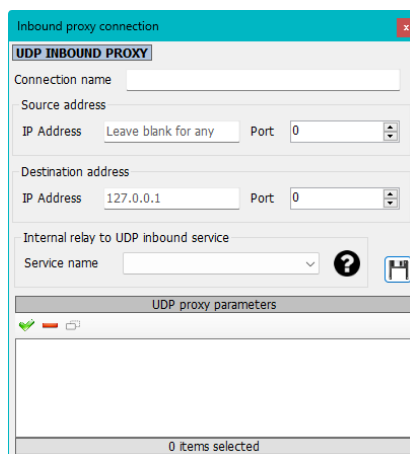 Inbound proxy connection x
UDP INBOUND PROXY
Connection name
Source address
IP Address Leave blank for any Port 0
Destination address
IP Address 127.0.0.1 Port 0
Internal relay to UDP inbound service
Service name ?
UDP proxy parameters
0 items selected